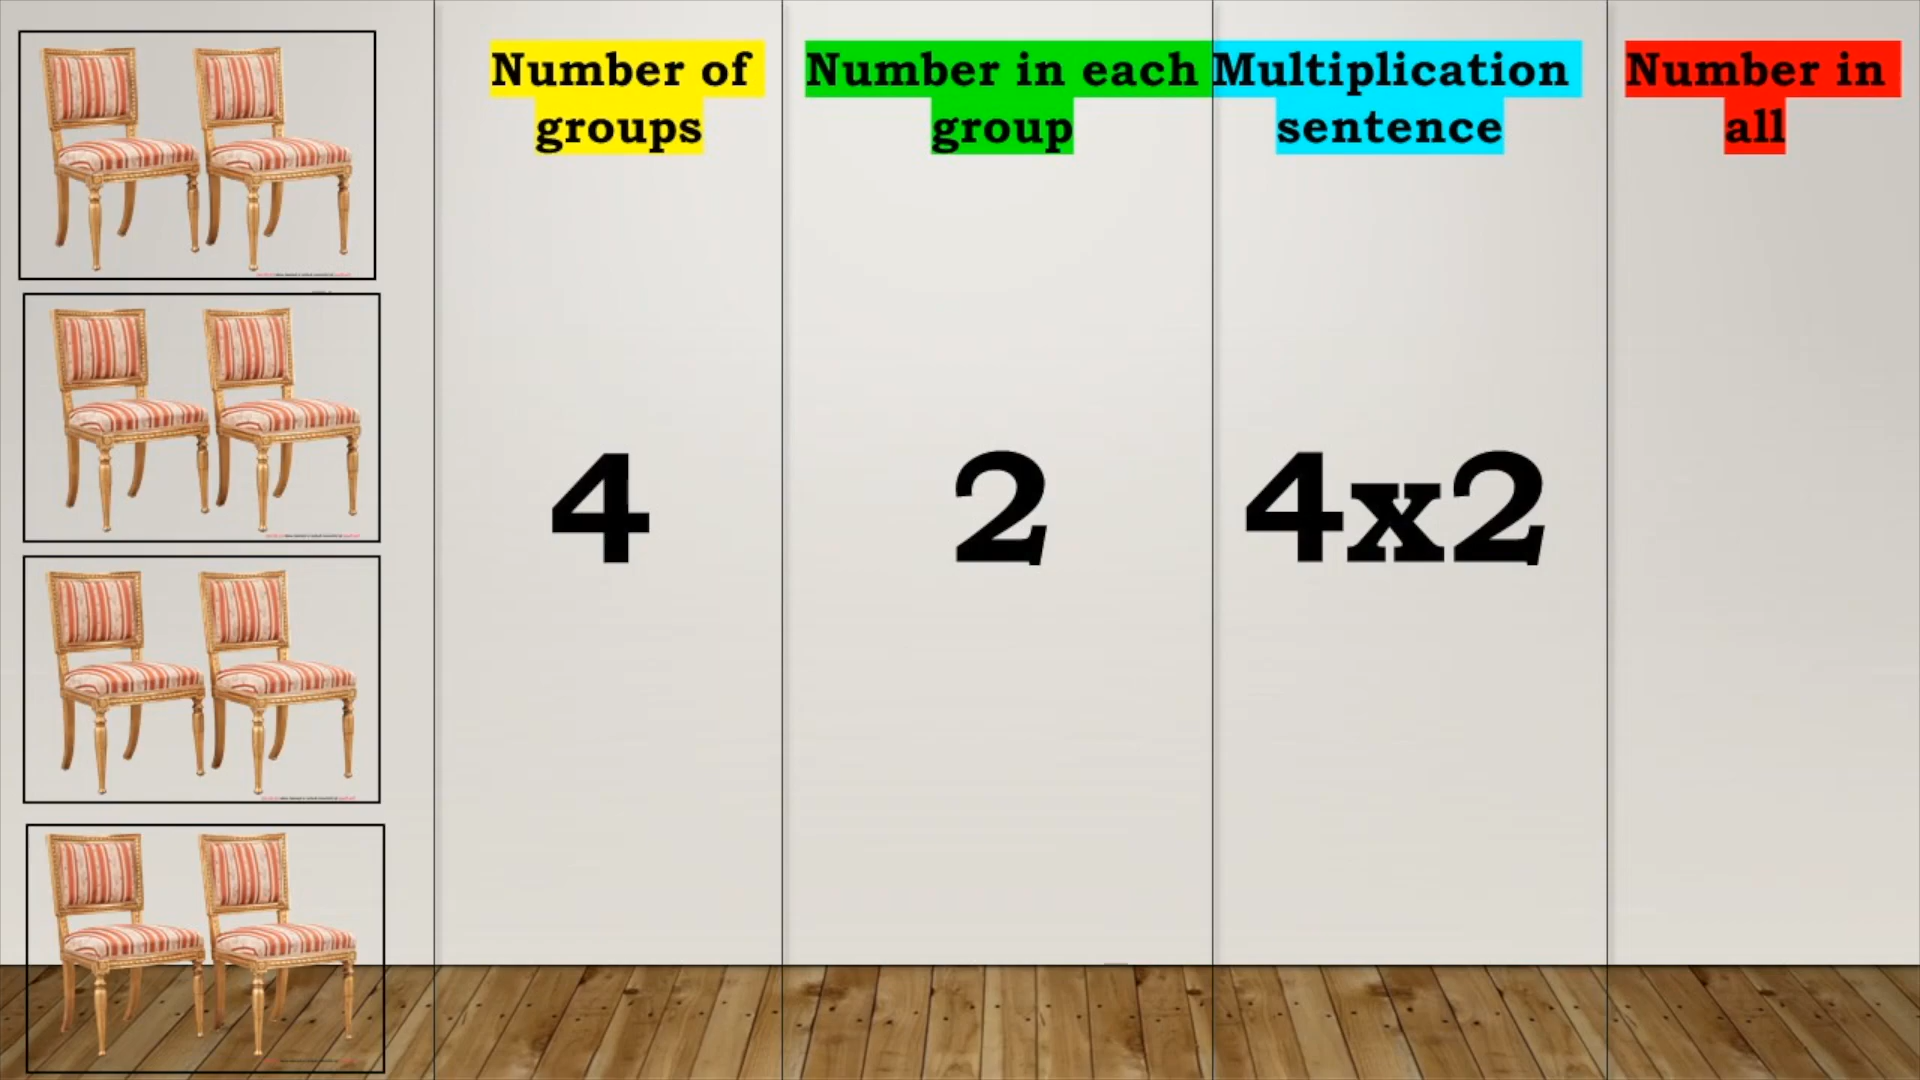 Number of
groups
Number in each
group
Multiplication
sentence
Number in
all
4
2
4x2